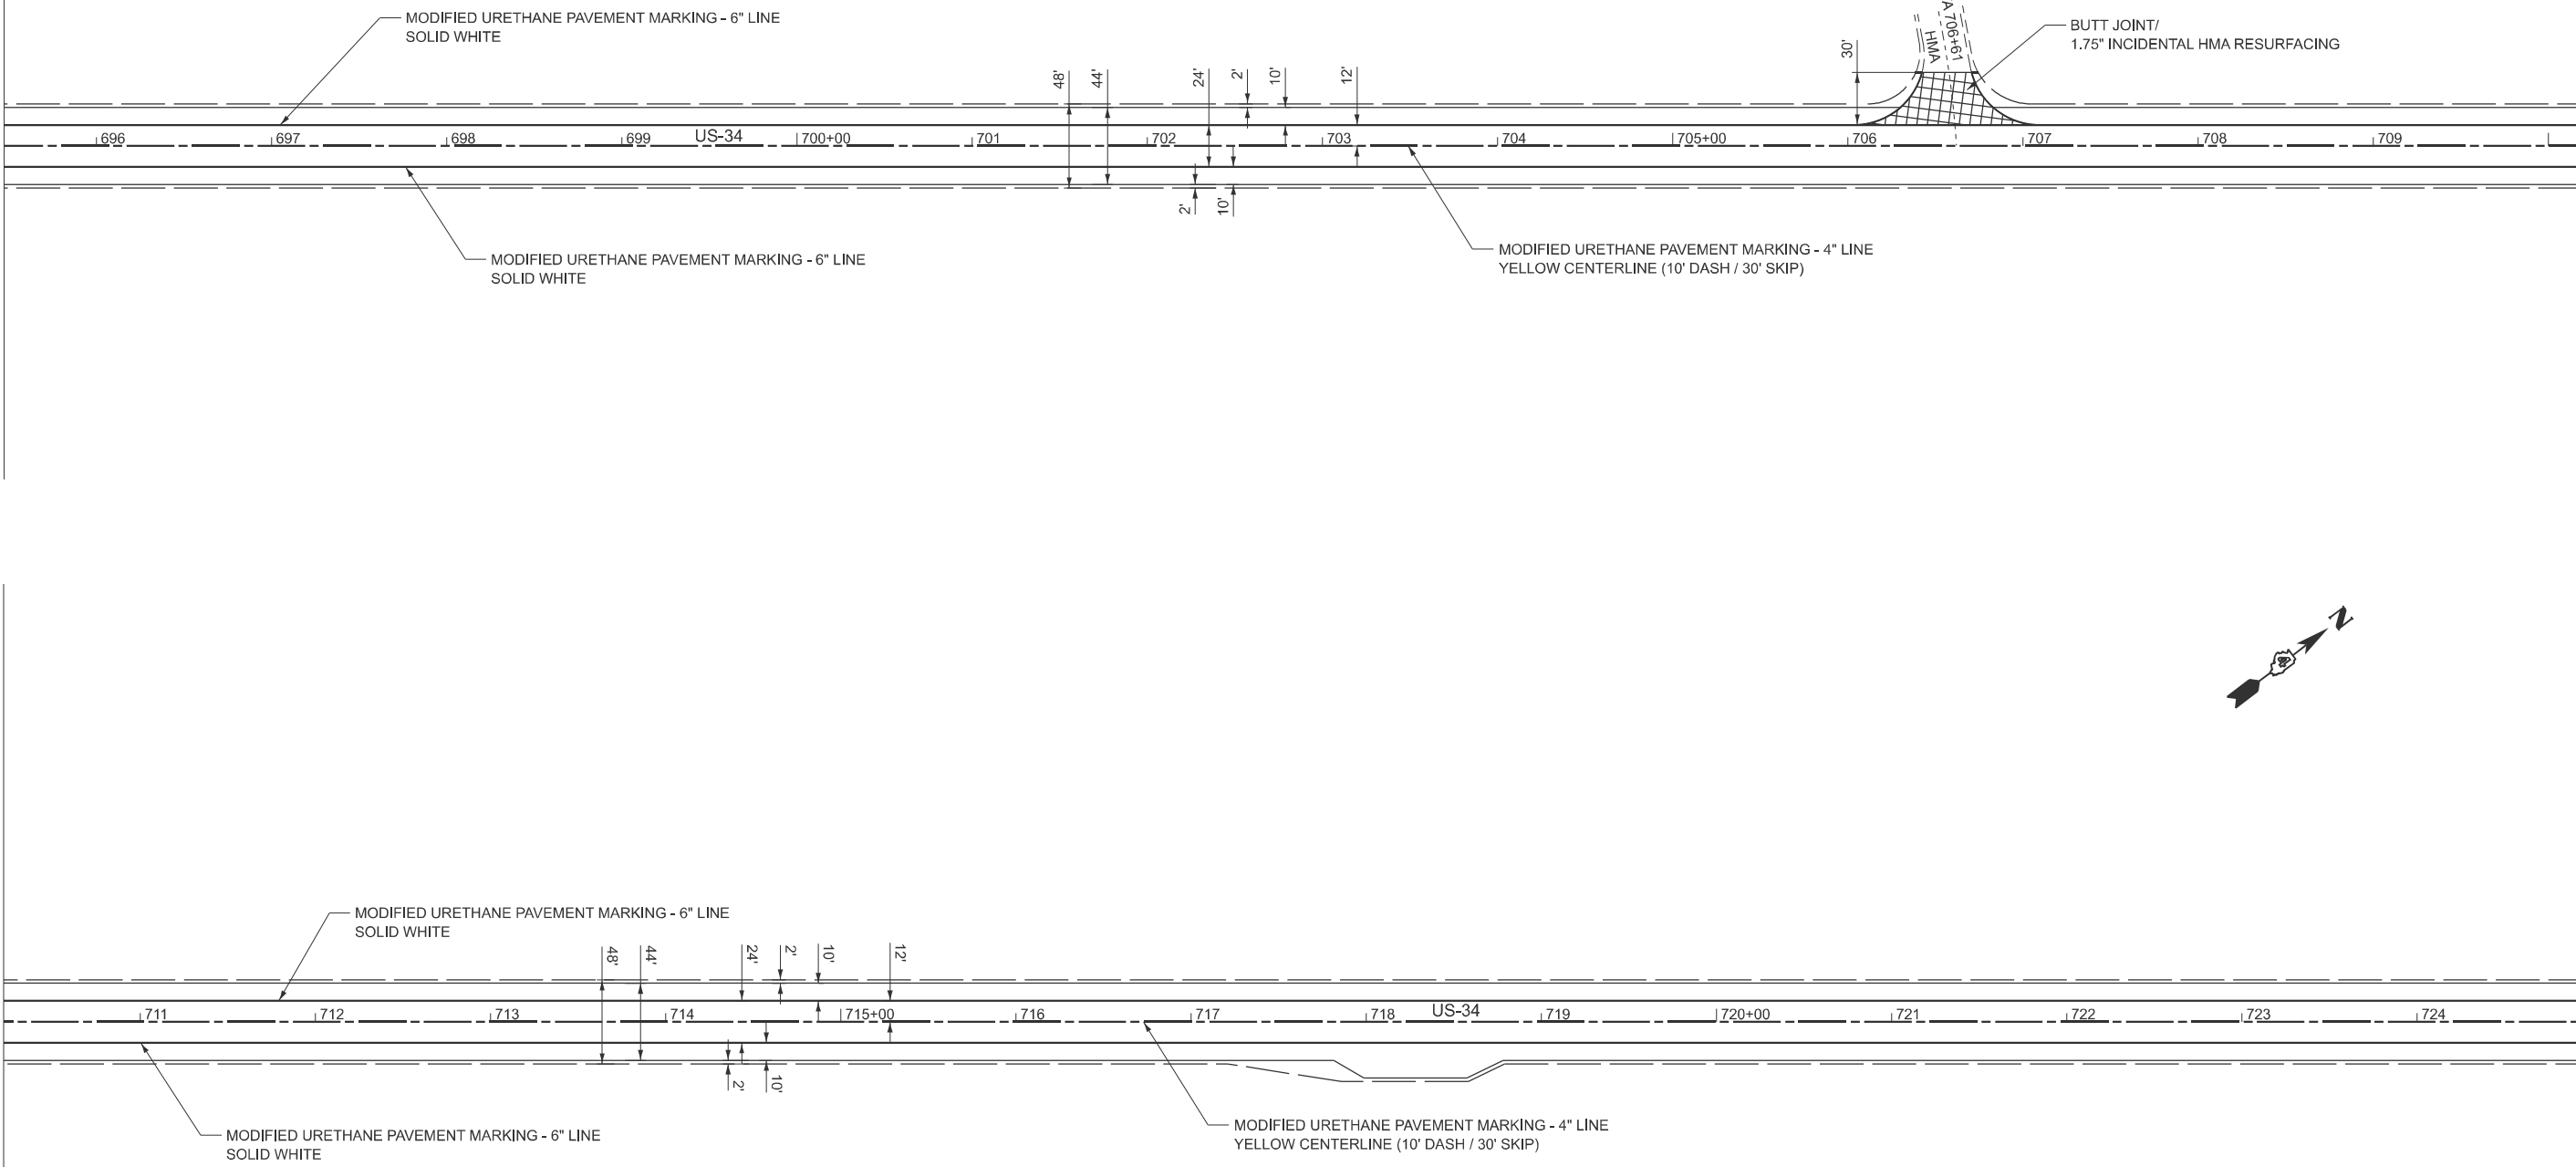 MODIFIED URETHANE PAVEMENT MARKING - 6" LINE
SOLID WHITE
706+61
HMA
BUTT JOINT/
1.75" INCIDENTAL HMA RESURFACING
30'
48'
44'
24'
2'
10'
12'
696
697
698
699
US-34
700+00
701
702
703
704
705+00
706
707
708
709
2'
10'
MODIFIED URETHANE PAVEMENT MARKING - 6" LINE
SOLID WHITE
MODIFIED URETHANE PAVEMENT MARKING - 4" LINE
YELLOW CENTERLINE (10' DASH / 30' SKIP)
N
MODIFIED URETHANE PAVEMENT MARKING - 6" LINE
SOLID WHITE
48'
44'
24'
2'
10'
12'
711
712
713
714
715+00
716
717
718
US-34
719
720+00
721
722
723
724
2'
10'
MODIFIED URETHANE PAVEMENT MARKING - 6" LINE
SOLID WHITE
MODIFIED URETHANE PAVEMENT MARKING - 4" LINE
YELLOW CENTERLINE (10' DASH / 30' SKIP)